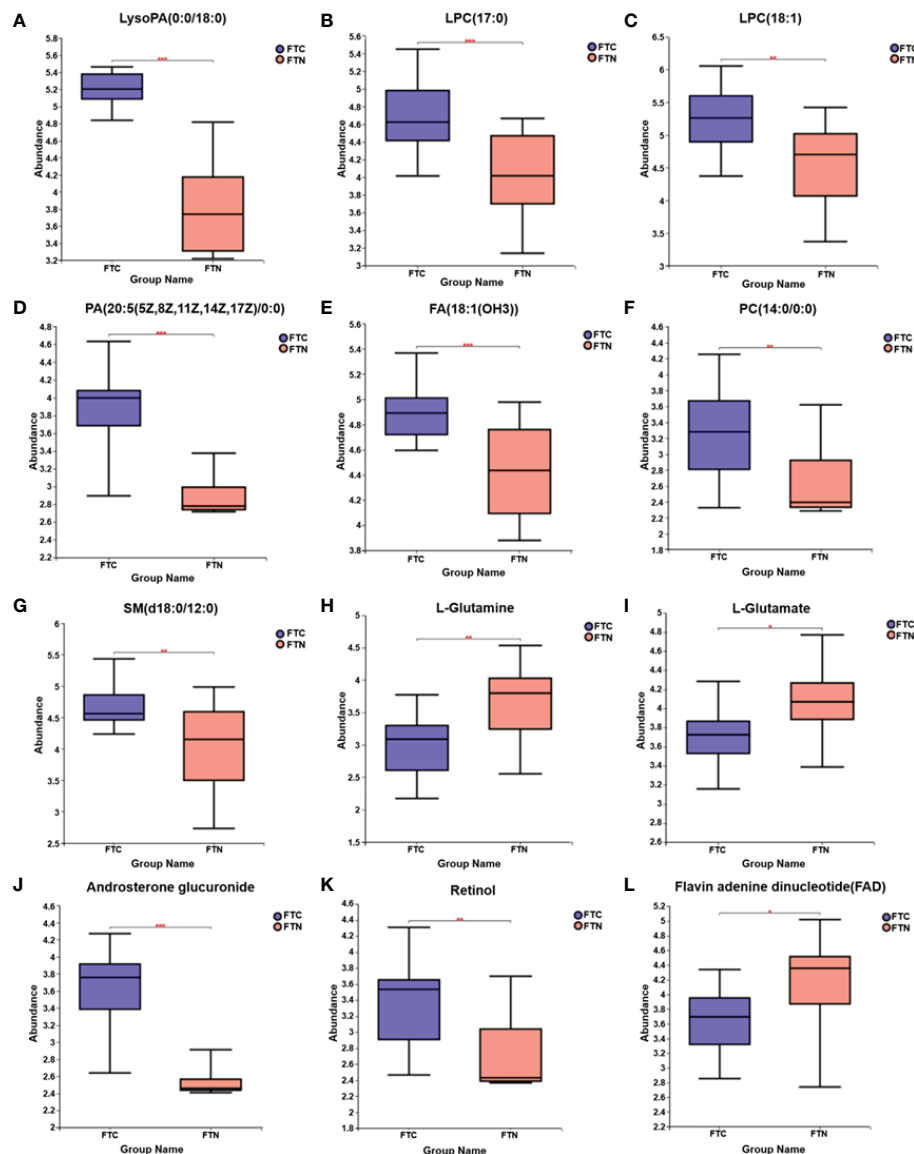 A
LysoPA(0:0/18:0)
5.8
5.6
5.4
5.2
5
4.8
4.6
4.4
4.2
4
3.8
3.6
3.4
3.2
Abundance
***
FTC
FTN
FTC
FTN
Group Name
B
LPC(17:0)
5.6
5.4
5.2
5
4.8
4.6
4.4
4.2
4
3.8
3.6
3.4
3.2
3
Abundance
***
FTC
FTN
FTC
FTN
Group Name
C
LPC(18:1)
6.5
6
5.5
5
4.5
4
3.5
3
Abundance
**
FTC
FTN
FTC
FTN
Group Name
D
PA(20:5(5Z,8Z,11Z,14Z,17Z)/0:0)
4.8
4.6
4.4
4.2
4
3.8
3.6
3.4
3.2
3
2.8
2.6
2.4
2.2
Abundance
***
FTC
FTN
FTC
FTN
Group Name
E
FA(18:1(OH3))
5.8
5.6
5.4
5.2
5
4.8
4.6
4.4
4.2
4
3.8
Abundance
***
FTC
FTN
FTC
FTN
Group Name
F
PC(14:0/0:0)
4.6
4.4
4.2
4
3.8
3.6
3.4
3.2
3
2.8
2.6
2.4
2.2
2
1.8
Abundance
**
FTC
FTN
FTC
FTN
Group Name
G
SM(d18:0/12:0)
6
5.5
5
4.5
4
3.5
3
2.5
Abundance
**
FTC
FTN
FTC
FTN
Group Name
H
L-Glutamine
5
4.5
4
3.5
3
2.5
2
1.5
Abundance
**
FTC
FTN
FTC
FTN
Group Name
I
L-Glutamate
5
4.8
4.6
4.4
4.2
4
3.8
3.6
3.4
3.2
3
2.8
2.6
Abundance
*
FTC
FTN
FTC
FTN
Group Name
J
Androsterone glucuronide
4.6
4.4
4.2
4
3.8
3.6
3.4
3.2
3
2.8
2.6
2.4
2.2
2
Abundance
***
FTC
FTN
FTC
FTN
Group Name
K
Retinol
4.6
4.4
4.2
4
3.8
3.6
3.4
3.2
3
2.8
2.6
2.4
2.2
2
1.8
Abundance
**
FTC
FTN
FTC
FTN
Group Name
L
Flavin adenine dinucleotide(FAD)
5.2
5
4.8
4.6
4.4
4.2
4
3.8
3.6
3.4
3.2
3
2.8
2.6
2.4
2.2
Abundance
*
FTC
FTN
FTC
FTN
Group Name